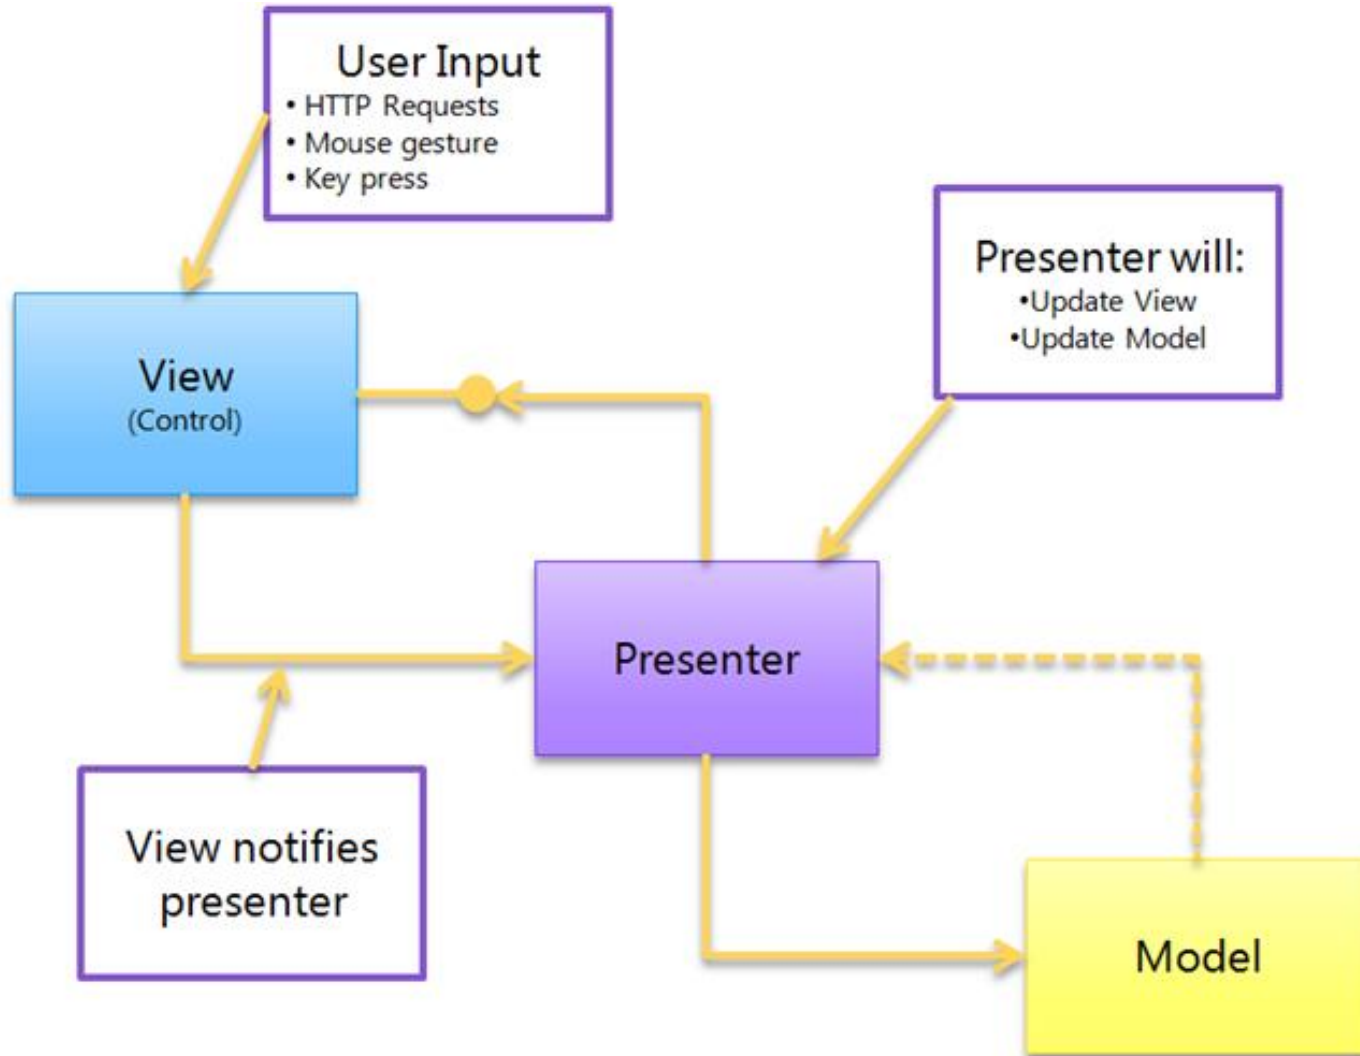 User Input
• HTTP Requests
• Mouse gesture
• Key press
Presenter will:
•Update View
•Update Model
View
(Control)
Presenter
View notifies
presenter
Model